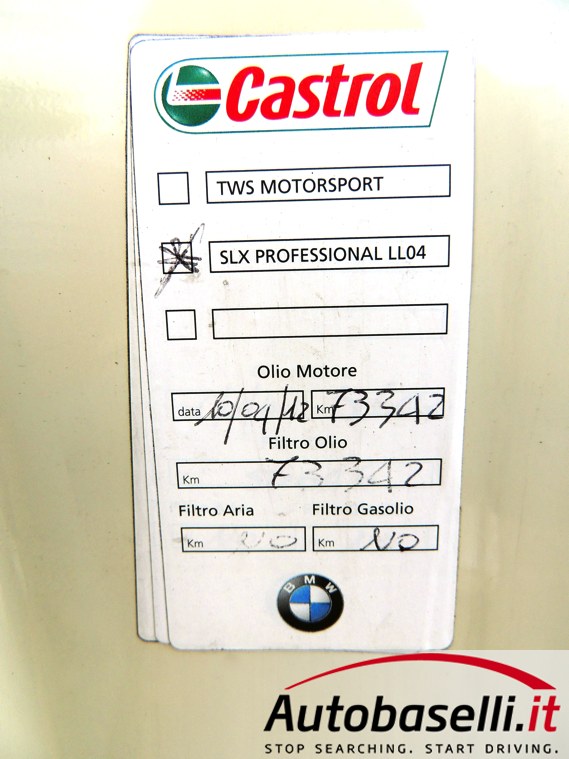 Castrol
TWS MOTORSPORT
SLX PROFESSIONAL LL04
Olio Motore
data 10/04/12 Km 73342
Filtro Olio
Km 73342
Filtro Aria Filtro Gasolio
Km NO Km NO
BMW
Autobaselli.it
STOP SEARCHING. START DRIVING.